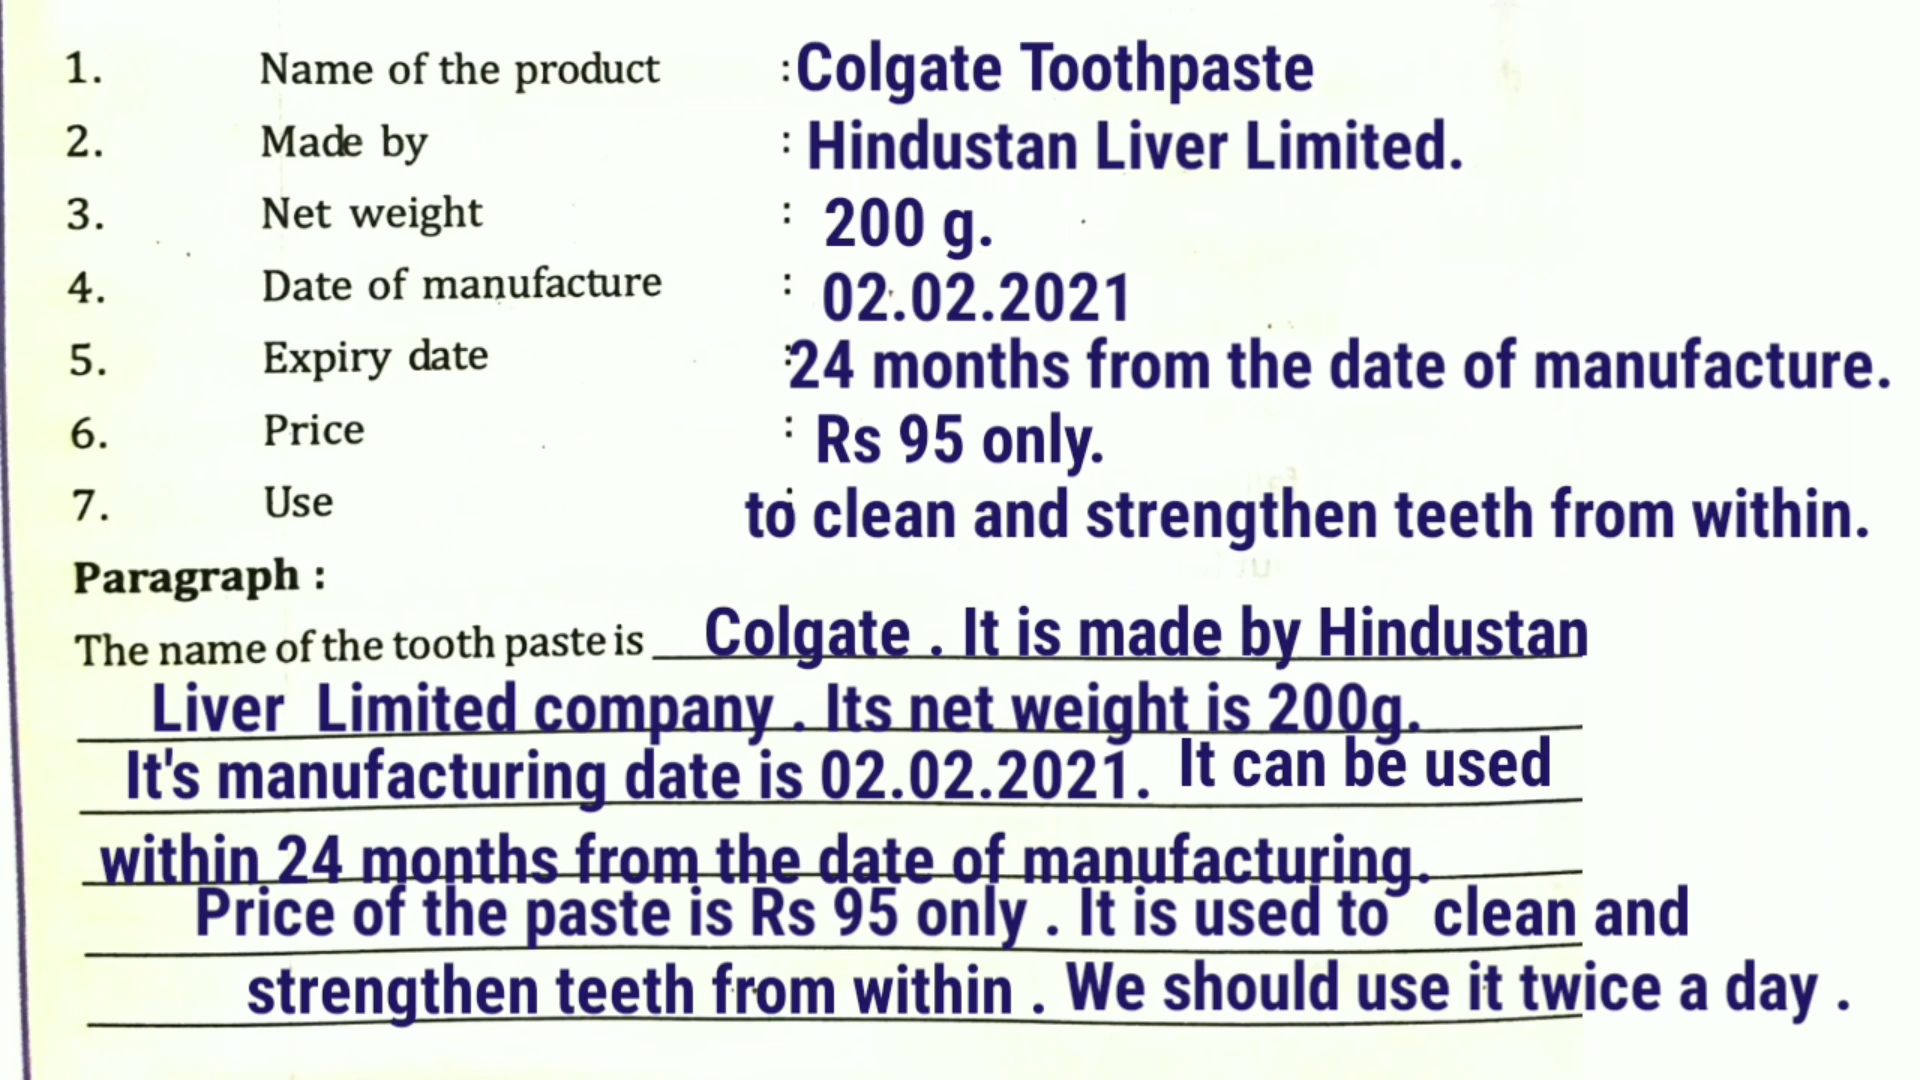 1. Name of the product : Colgate Toothpaste
2. Made by : Hindustan Liver Limited.
3. Net weight : 200 g.
4. Date of manufacture : 02.02.2021
5. Expiry date : 24 months from the date of manufacture.
6. Price : Rs 95 only.
7. Use : to clean and strengthen teeth from within.
Paragraph :
The name of the tooth paste is Colgate . It is made by Hindustan
Liver Limited company . Its net weight is 200g.
It's manufacturing date is 02.02.2021. It can be used
within 24 months from the date of manufacturing.
Price of the paste is Rs 95 only . It is used to clean and
strengthen teeth from within . We should use it twice a day .